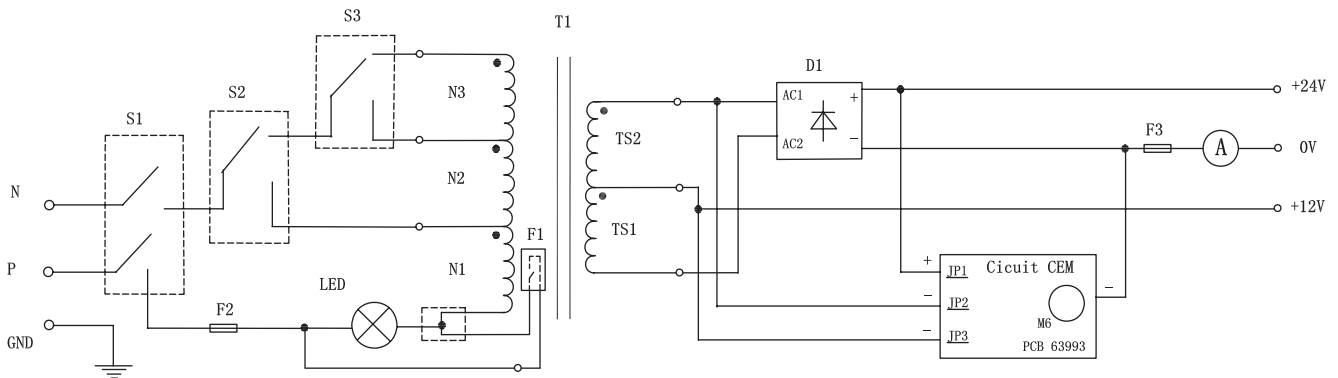 S3
T1
S2
D1
+24V
S1
N3
AC1
+
F3
TS2
AC2
−
A
0V
N
N2
+12V
TS1
F1
P
N1
+
Cicuit CEM
JP1
LED
−
−
JP2
F2
M6
GND
−
JP3
PCB 63993